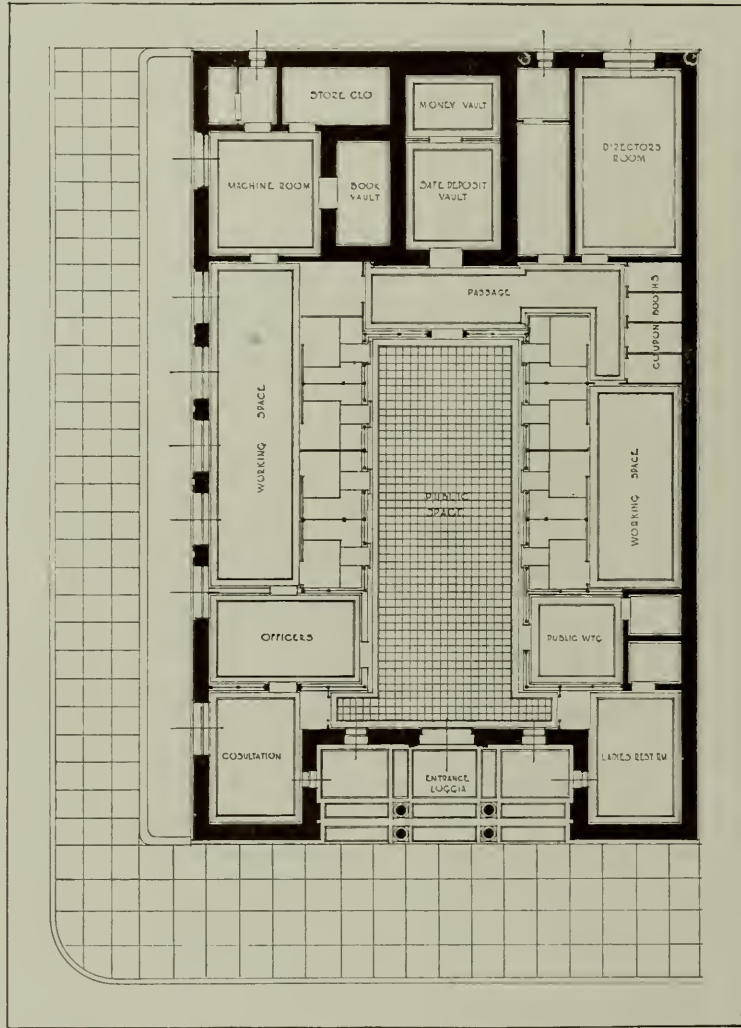 STORE CLO
MONEY VAULT
DIRECTORS
ROOM
MACHINE ROOM
BOOK
VAULT
SAFE DEPOSIT
VAULT
PASSAGE
COUPON BOOTHS
WORKING SPACE
PUBLIC
SPACE
WORKING SPACE
OFFICERS
PUBLIC WTG
COSULTATION
ENTRANCE
LOGGIA
LADIES REST RM